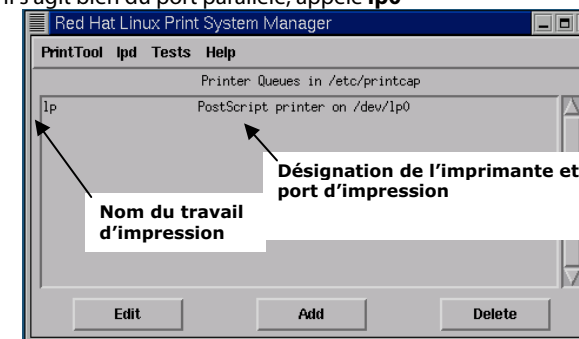 il s'agit bien du port parallèle, appelé lp0
Red Hat Linux Print System Manager
PrintTool lpd Tests Help
Printer Queues in /etc/printcap
lp PostScript printer on /dev/lp0
Désignation de l'imprimante et
port d'impression
Nom du travail
d'impression
Edit Add Delete